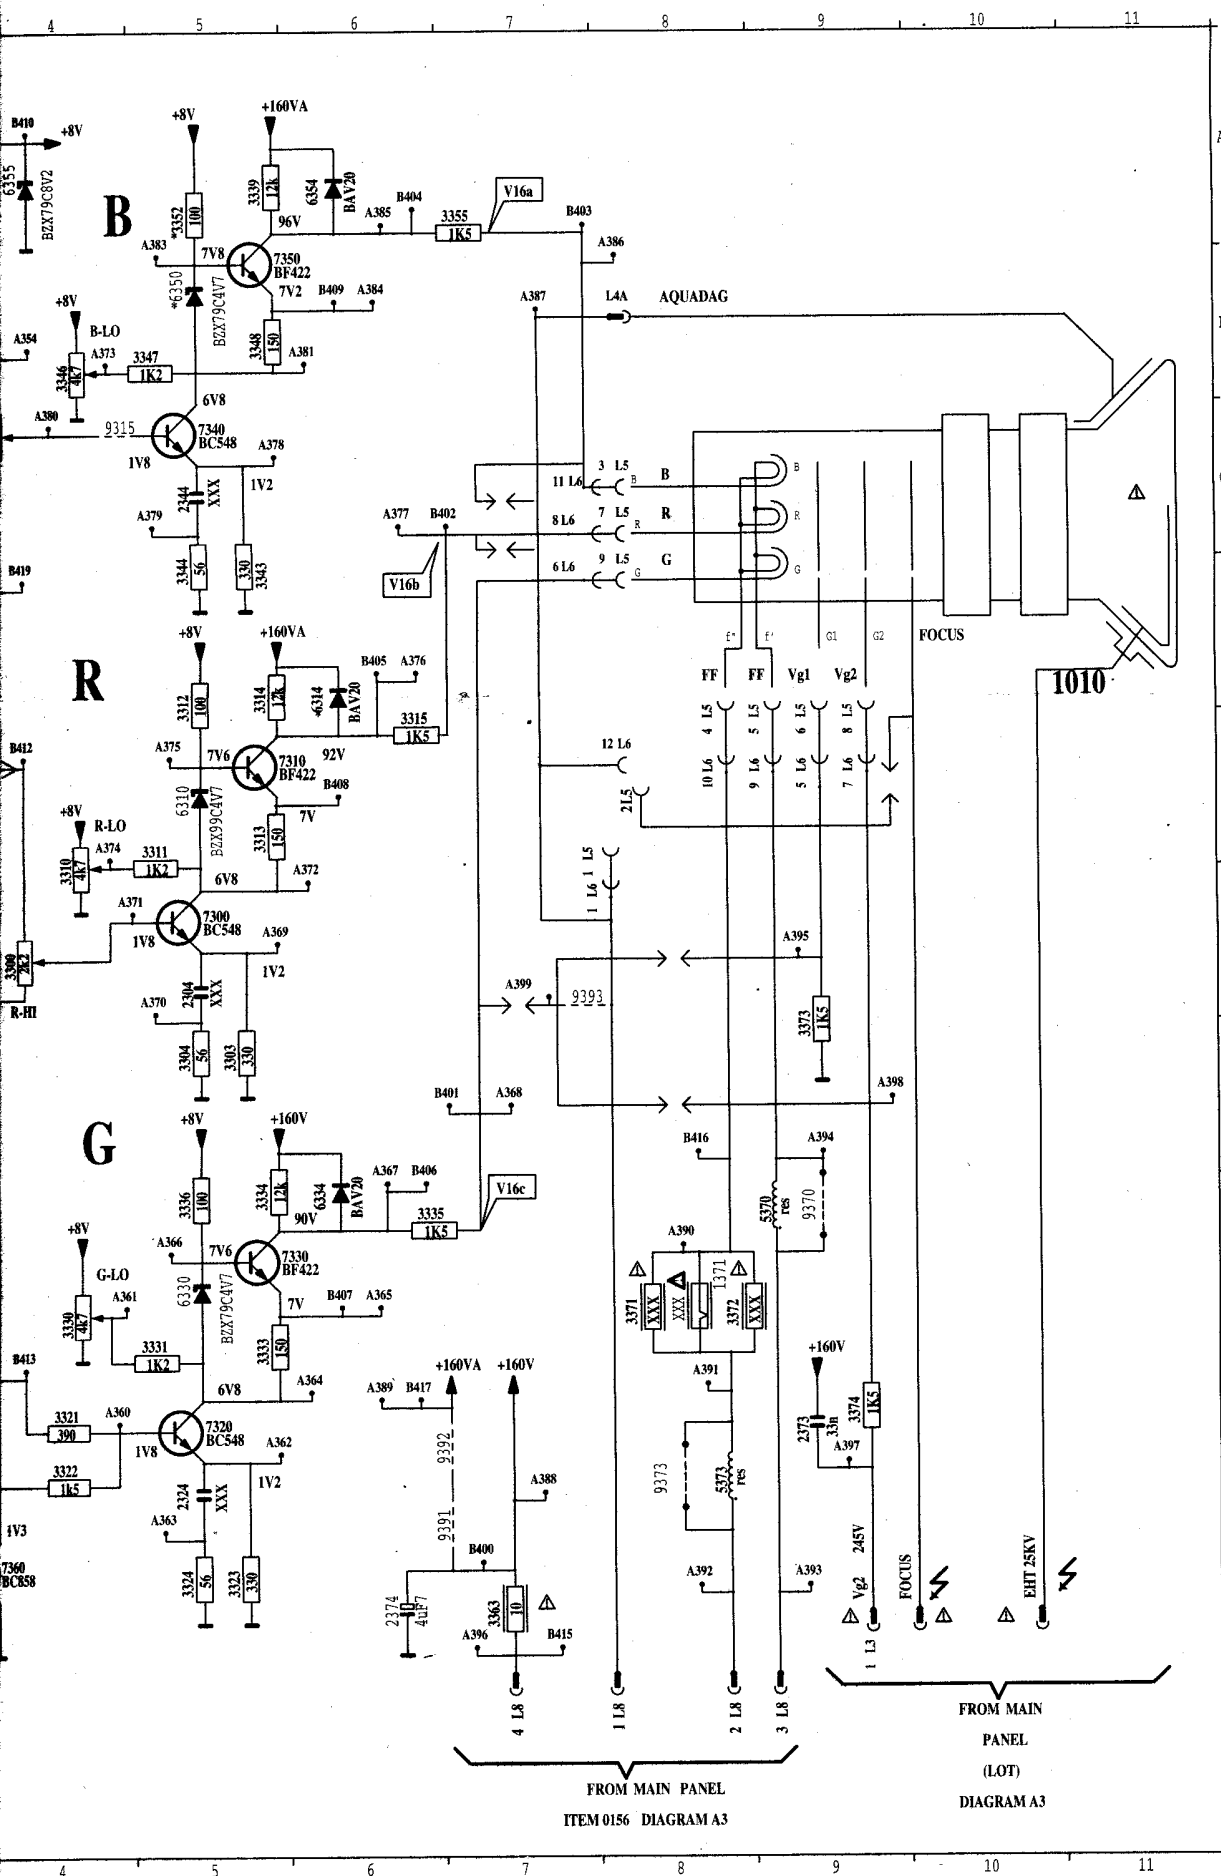 4 5 6 7 8 9 10 11
B410
+8V
6355
BZX79C8V2
+8V
+160VA
A
B
*3352
100
3339
12k
6354
BAV20
96V
A385
B404
3355
1K5
V16a
B403
A386
A383
7V8
7350
BF422
7V2
*6350
BZX79C4V7
B409
A384
A387
L4A
AQUADAG
+8V
B-LO
A354
A373
3346
4k7
3347
1K2
3348
150
A381
6V8
A380
9315
7340
BC548
A378
1V8
1V2
2344
XXX
A379
3344
56
330
3343
B419
A377
B402
V16b
3 L5
11 L6
B
B
7 L5
8 L6
R
R
9 L5
6 L6
G
G
B
R
G
f"
f'
G1
G2
FOCUS
1010
FF
FF
Vg1
Vg2
4 L5
5 L5
6 L5
8 L5
10 L6
9 L6
5 L6
7 L6
+8V
+160VA
R
3312
100
3314
12k
*6314
BAV20
B405
A376
3315
1K5
92V
B412
A375
7V6
7310
BF422
B408
7V
6310
BZX99C4V7
12 L6
2L5
+8V
R-LO
A374
3310
4k7
3311
1K2
3313
150
A372
6V8
1 L5
1 L6
A371
7300
BC548
A369
1V8
1V2
3300
2k2
R-HI
2304
XXX
A370
3304
56
3303
330
A395
A399
9393
3373
1K5
A398
B401
A368
G
+8V
+160V
B416
A394
3336
100
3334
12k
6334
BAV20
A367
B406
90V
3335
1K5
V16c
5370
res
9370
A366
7V6
7330
BF422
+8V
G-LO
6330
BZX79C4V7
7V
B407
A365
A361
3330
4k7
3331
1K2
3333
150
A390
3371
XXX
XXX
1371
3372
XXX
B413
6V8
A364
+160VA
+160V
A389
B417
A391
+160V
3374
1K5
2373
33n
A397
3321
390
A360
7320
BC548
A362
1V8
1V2
3322
1k5
2324
XXX
A363
9392
9391
A388
9373
5373
res
4V3
7360
BC858
3324
56
3323
330
B400
2374
4uF7
3363
10
A396
B415
A392
A393
245V
Vg2
FOCUS
EHT 25KV
1 L3
4 L8
1 L8
2 L8
3 L8
FROM MAIN PANEL
ITEM 0156 DIAGRAM A3
FROM MAIN
PANEL
(LOT)
DIAGRAM A3
4 5 6 7 8 9 10 11